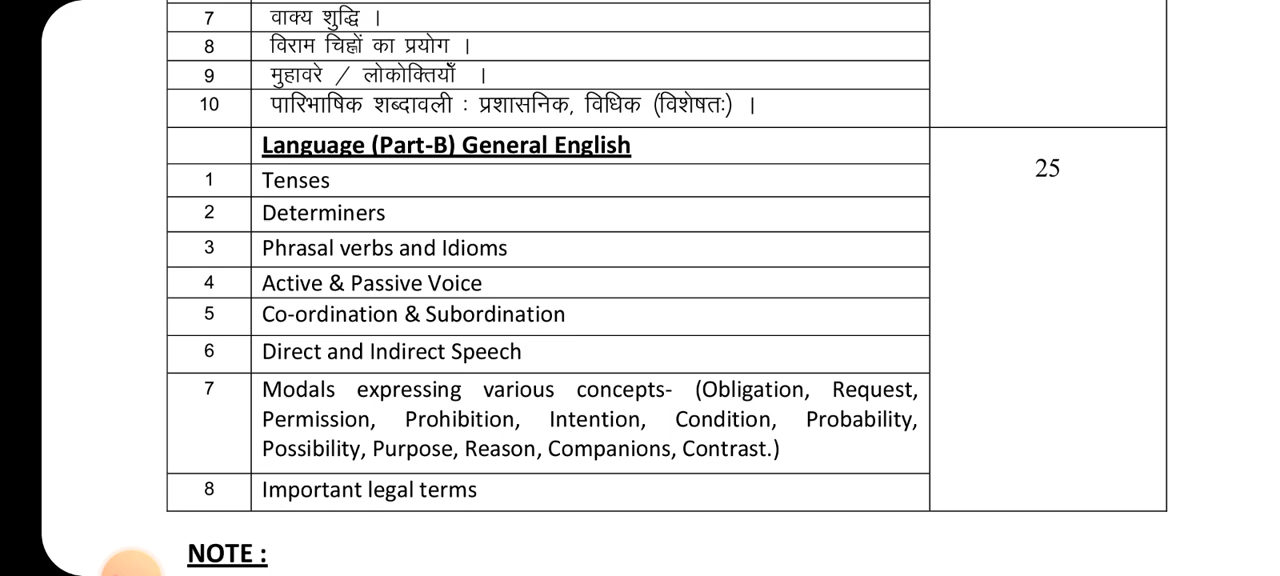 7 वाक्य शुद्धि ।
8 विराम चिह्नों का प्रयोग ।
9 मुहावरे / लोकोक्तियाँ ।
10 पारिभाषिक शब्दावली : प्रशासनिक, विधिक (विशेषतः) ।
Language (Part-B) General English
25
1 Tenses
2 Determiners
3 Phrasal verbs and Idioms
4 Active & Passive Voice
5 Co-ordination & Subordination
6 Direct and Indirect Speech
7 Modals expressing various concepts- (Obligation, Request,
Permission, Prohibition, Intention, Condition, Probability,
Possibility, Purpose, Reason, Companions, Contrast.)
8 Important legal terms
NOTE :